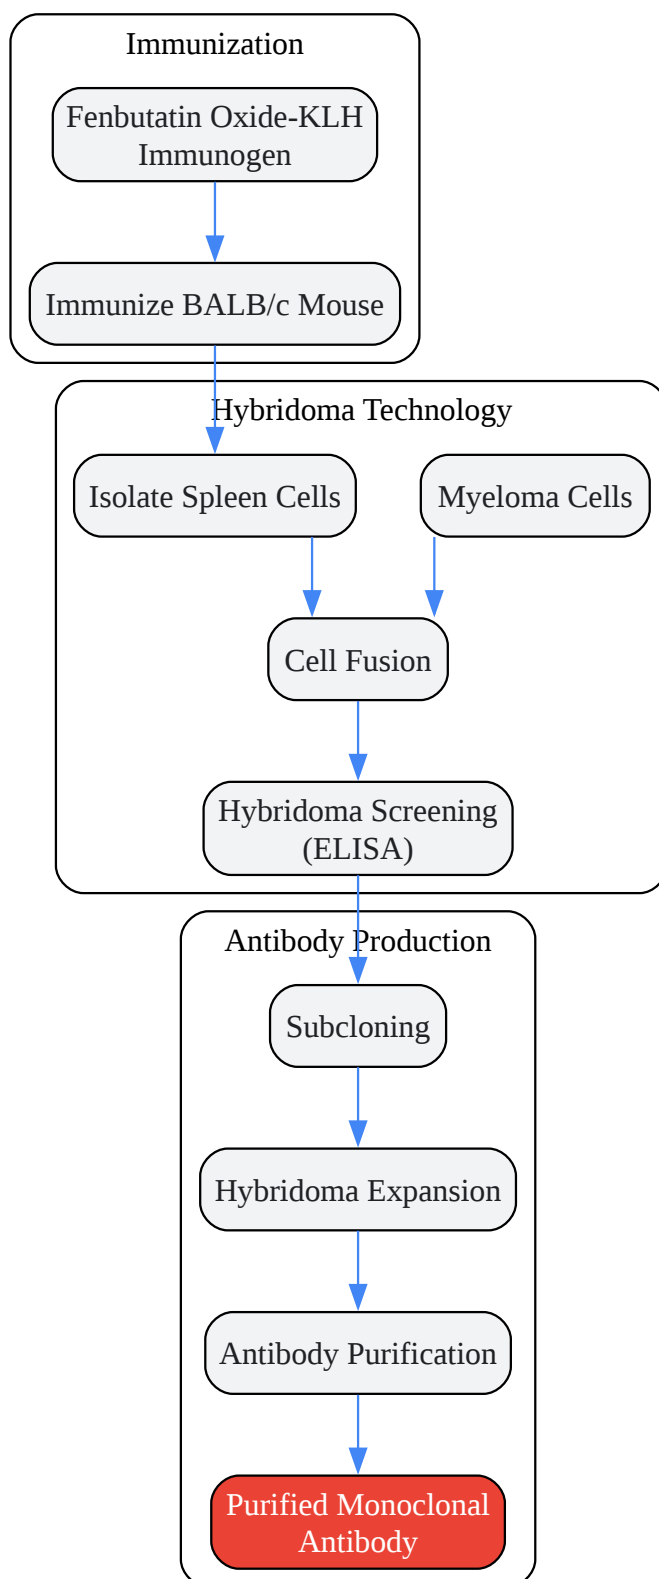 Immunization
Fenbutatin Oxide-KLH
Immunogen
Immunize BALB/c Mouse
Hybridoma Technology
Isolate Spleen Cells
Myeloma Cells
Cell Fusion
Hybridoma Screening
(ELISA)
Antibody Production
Subcloning
Hybridoma Expansion
Antibody Purification
Purified Monoclonal
Antibody